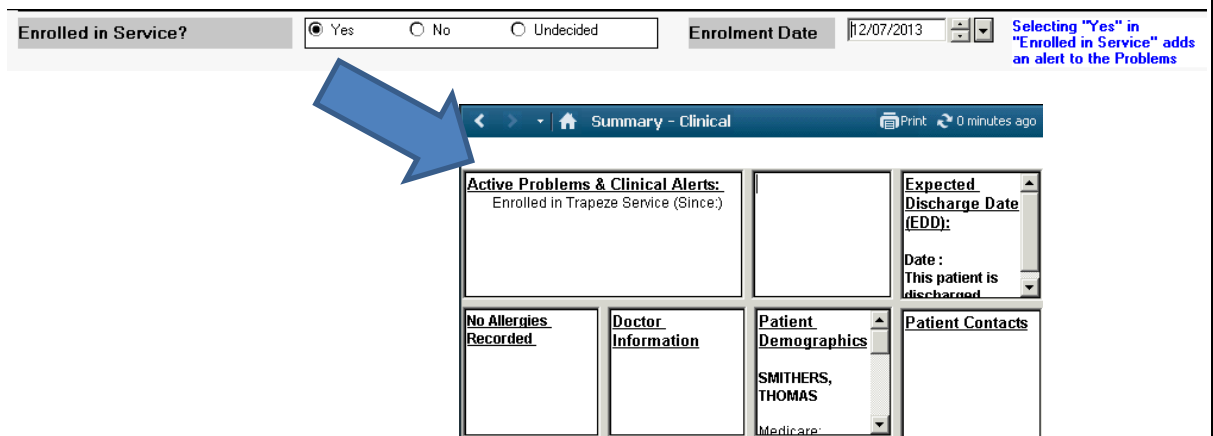 Enrolled in Service?
Yes
No
Undecided
Enrolment Date
12/07/2013
Selecting "Yes" in
"Enrolled in Service" adds
an alert to the Problems
Summary - Clinical
Print
0 minutes ago
Active Problems & Clinical Alerts:
Enrolled in Trapeze Service (Since:)
Expected
Discharge Date
(EDD):
Date :
This patient is
discharged
No Allergies
Recorded
Doctor
Information
Patient
Demographics
SMITHERS,
THOMAS
Medicare:
Patient Contacts